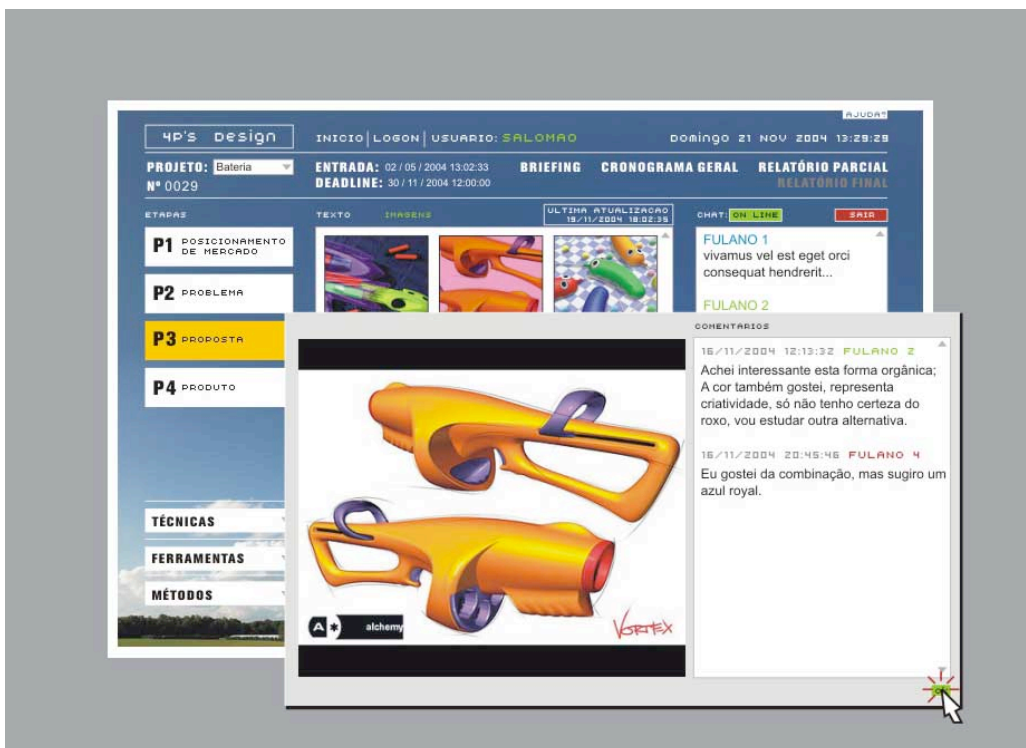 AJUDA?
4P's Design
INICIO | LOGON | USUARIO: SALOMAO
Domingo 21 NOV 2004 13:29:29
PROJETO: Bateria
Nº 0029
ENTRADA: 02 / 05 / 2004 13:02:33
DEADLINE: 30 / 11 / 2004 12:00:00
BRIEFING
CRONOGRAMA GERAL
RELATÓRIO PARCIAL
RELATÓRIO FINAL
ETAPAS
TEXTO
IMAGENS
ULTIMA ATUALIZACAO
15/11/2004 18:02:35
CHAT: ON LINE
SAIR
P1 POSICIONAMENTO
DE MERCADO
P2 PROBLEMA
P3 PROPOSTA
P4 PRODUTO
FULANO 1
vivamus vel est eget orci
consequat hendrerit...
FULANO 2
TÉCNICAS
FERRAMENTAS
MÉTODOS
A alchemy
VORTEX
COMENTARIOS
16/11/2004 12:13:32 FULANO 2
Achei interessante esta forma orgânica;
A cor também gostei, representa
criatividade, só não tenho certeza do
roxo, vou estudar outra alternativa.
16/11/2004 20:45:46 FULANO 4
Eu gostei da combinação, mas sugiro um
azul royal.